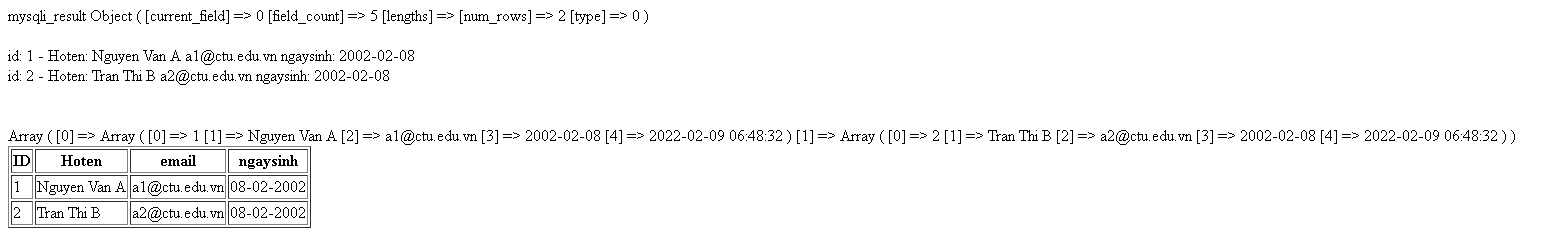 mysqli_result Object ( [current_field] => 0 [field_count] => 5 [lengths] => [num_rows] => 2 [type] => 0 )
id: 1 - Hoten: Nguyen Van A a1@ctu.edu.vn ngaysinh: 2002-02-08
id: 2 - Hoten: Tran Thi B a2@ctu.edu.vn ngaysinh: 2002-02-08
Array ( [0] => Array ( [0] => 1 [1] => Nguyen Van A [2] => a1@ctu.edu.vn [3] => 2002-02-08 [4] => 2022-02-09 06:48:32 ) [1] => Array ( [0] => 2 [1] => Tran Thi B [2] => a2@ctu.edu.vn [3] => 2002-02-08 [4] => 2022-02-09 06:48:32 ) )
ID Hoten email ngaysinh
1 Nguyen Van A a1@ctu.edu.vn 08-02-2002
2 Tran Thi B a2@ctu.edu.vn 08-02-2002